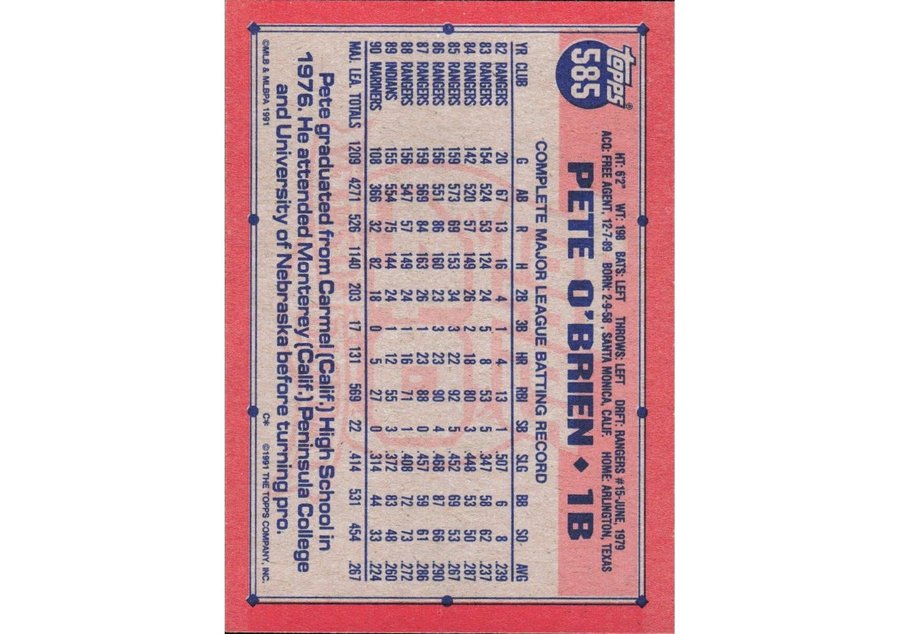 TOPPS®
585
HT: 6'2" WT: 198 BATS: LEFT THROWS: LEFT DRFT: RANGERS #15-JUNE, 1979
ACQ: FREE AGENT, 12-7-89 BORN: 2-9-58, SANTA MONICA, CALIF. HOME: ARLINGTON, TEXAS
PETE O'BRIEN ◆ 1B
COMPLETE MAJOR LEAGUE BATTING RECORD
YR CLUB G AB R H 2B 3B HR RBI SB SLG BB SO AVG
82 RANGERS 20 67 13 16 4 1 4 13 1 .507 6 8 .239
83 RANGERS 154 524 53 124 24 5 8 53 5 .347 58 62 .237
84 RANGERS 142 520 57 149 26 2 18 80 3 .448 53 50 .287
85 RANGERS 159 573 69 153 34 3 22 92 5 .452 69 53 .267
86 RANGERS 156 551 86 160 23 3 23 90 4 .468 87 66 .290
87 RANGERS 159 569 84 163 26 1 23 88 0 .457 59 61 .286
88 RANGERS 156 547 57 149 24 1 16 71 1 .408 72 73 .272
89 INDIANS 155 554 75 144 24 1 12 55 3 .372 83 48 .260
90 MARINERS 108 366 32 82 18 0 5 27 0 .314 44 33 .224
MAJ. LEA. TOTALS 1209 4271 526 1140 203 17 131 569 22 .414 531 454 .267
Pete graduated from Carmel (Calif.) High School in
1976. He attended Monterey (Calif.) Peninsula College
and University of Nebraska before turning pro.
©MLB & MLBPA 1991 C* ©1991 THE TOPPS COMPANY, INC.